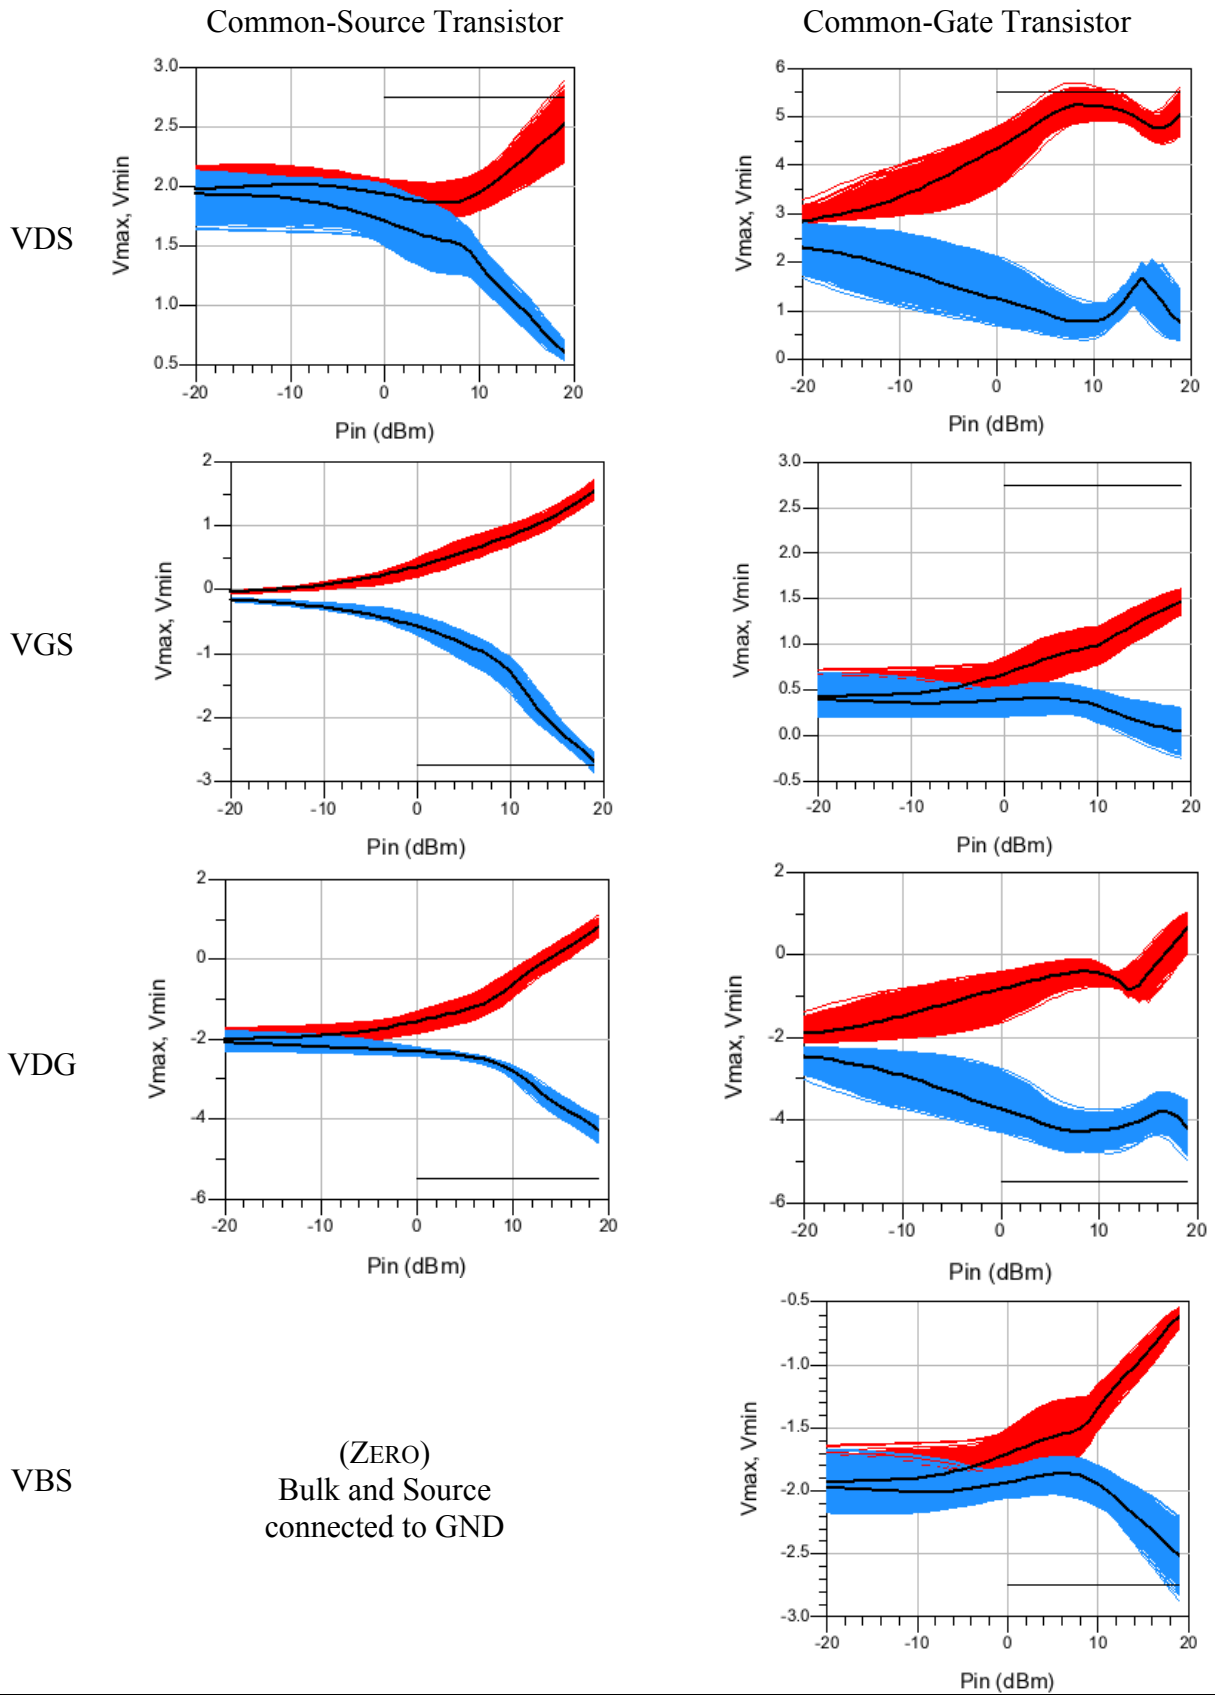 Common-Source Transistor
Common-Gate Transistor
VDS
Vmax, Vmin
3.0
2.5
2.0
1.5
1.0
0.5
-20 -10 0 10 20
Pin (dBm)
Vmax, Vmin
6
5
4
3
2
1
0
-20 -10 0 10 20
Pin (dBm)
VGS
Vmax, Vmin
2
1
0
-1
-2
-3
-20 -10 0 10 20
Pin (dBm)
Vmax, Vmin
3.0
2.5
2.0
1.5
1.0
0.5
0.0
-0.5
-20 -10 0 10 20
Pin (dBm)
VDG
Vmax, Vmin
2
0
-2
-4
-6
-20 -10 0 10 20
Pin (dBm)
Vmax, Vmin
2
0
-2
-4
-6
-20 -10 0 10 20
Pin (dBm)
VBS
(ZERO)
Bulk and Source
connected to GND
Vmax, Vmin
-0.5
-1.0
-1.5
-2.0
-2.5
-3.0
-20 -10 0 10 20
Pin (dBm)